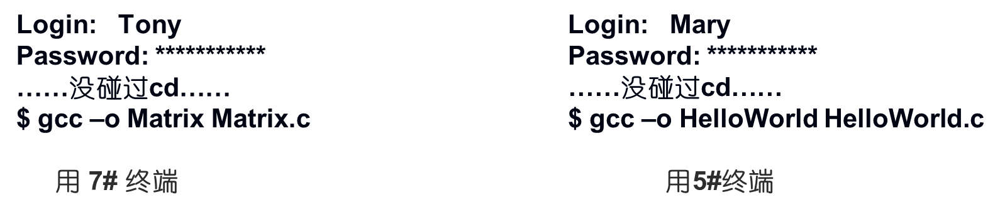 Login:   Tony
Password: ***********
……没碰过cd……
$ gcc –o Matrix Matrix.c
用 7# 终端
Login:   Mary
Password: ***********
……没碰过cd……
$ gcc –o HelloWorld HelloWorld.c
用5#终端